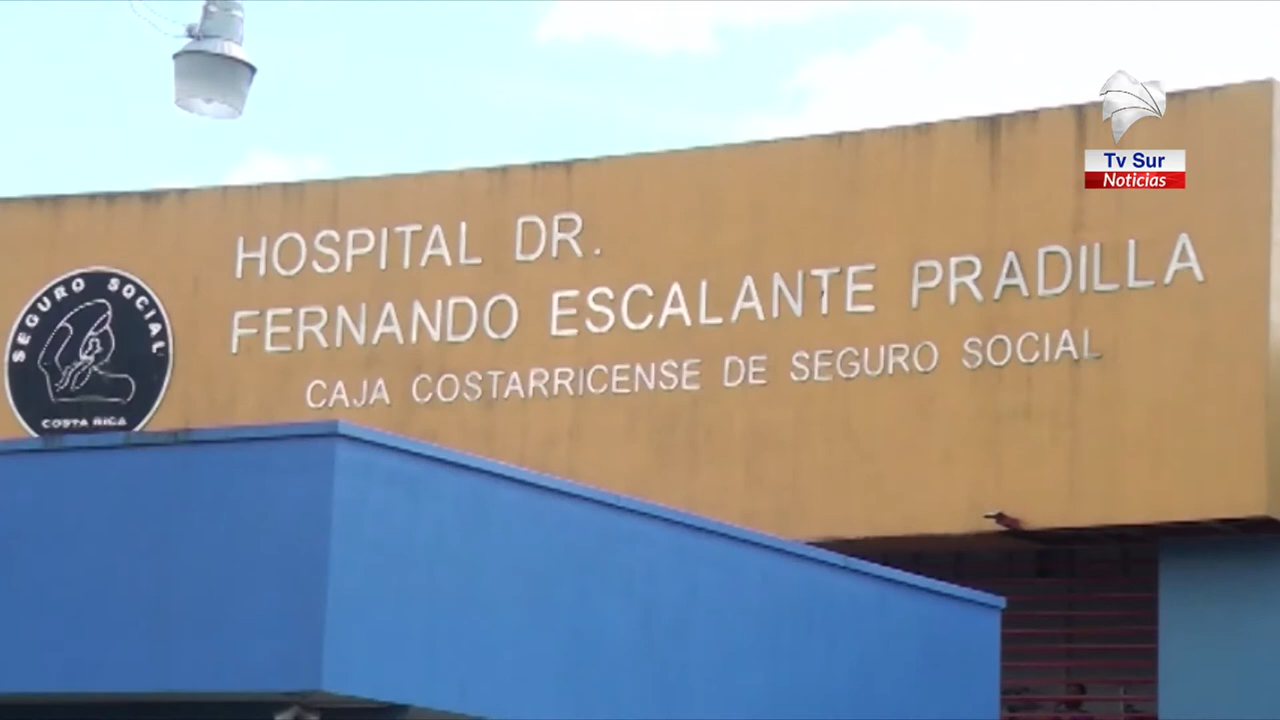 Tv Sur
Noticias
HOSPITAL DR.
FERNANDO ESCALANTE PRADILLA
CAJA COSTARRICENSE DE SEGURO SOCIAL
SEGURO SOCIAL
COSTA RICA